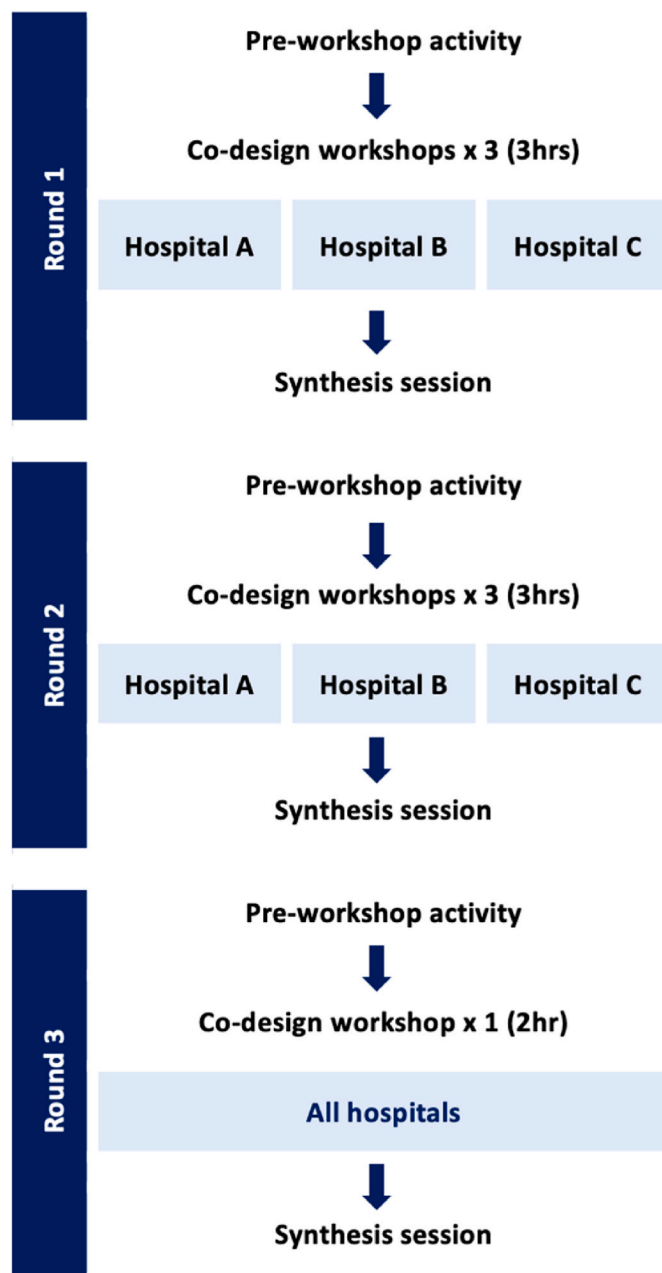 Round 1
Pre-workshop activity
Co-design workshops x 3 (3hrs)
Hospital A
Hospital B
Hospital C
Synthesis session
Round 2
Pre-workshop activity
Co-design workshops x 3 (3hrs)
Hospital A
Hospital B
Hospital C
Synthesis session
Round 3
Pre-workshop activity
Co-design workshop x 1 (2hr)
All hospitals
Synthesis session